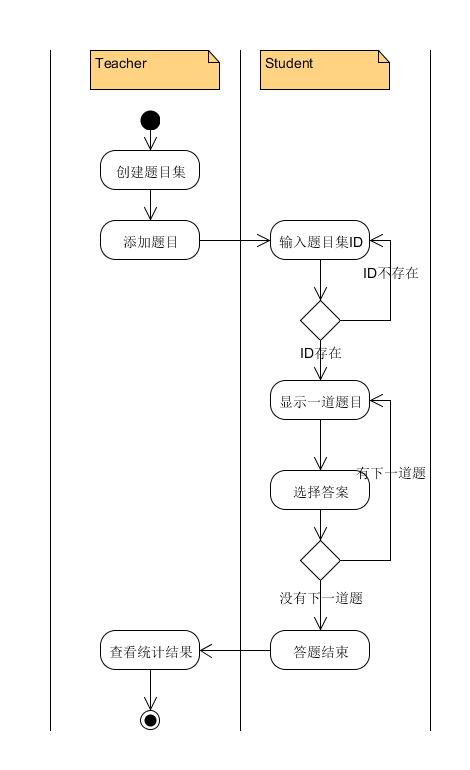 Teacher
Student
创建题目集
添加题目
输入题目集ID
ID不存在
ID存在
显示一道题目
有下一道题
选择答案
没有下一道题
查看统计结果
答题结束